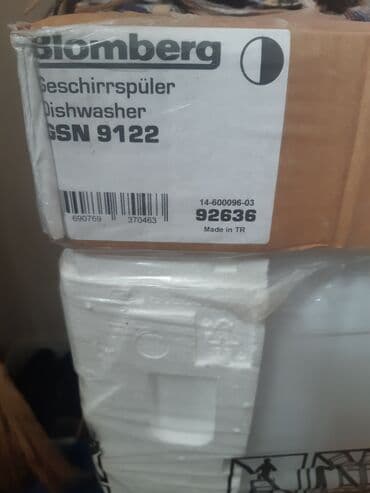 Blomberg
Geschirrspüler
Dishwasher
GSN 9122
14-600096-03
690769 370463
92636
Made in TR